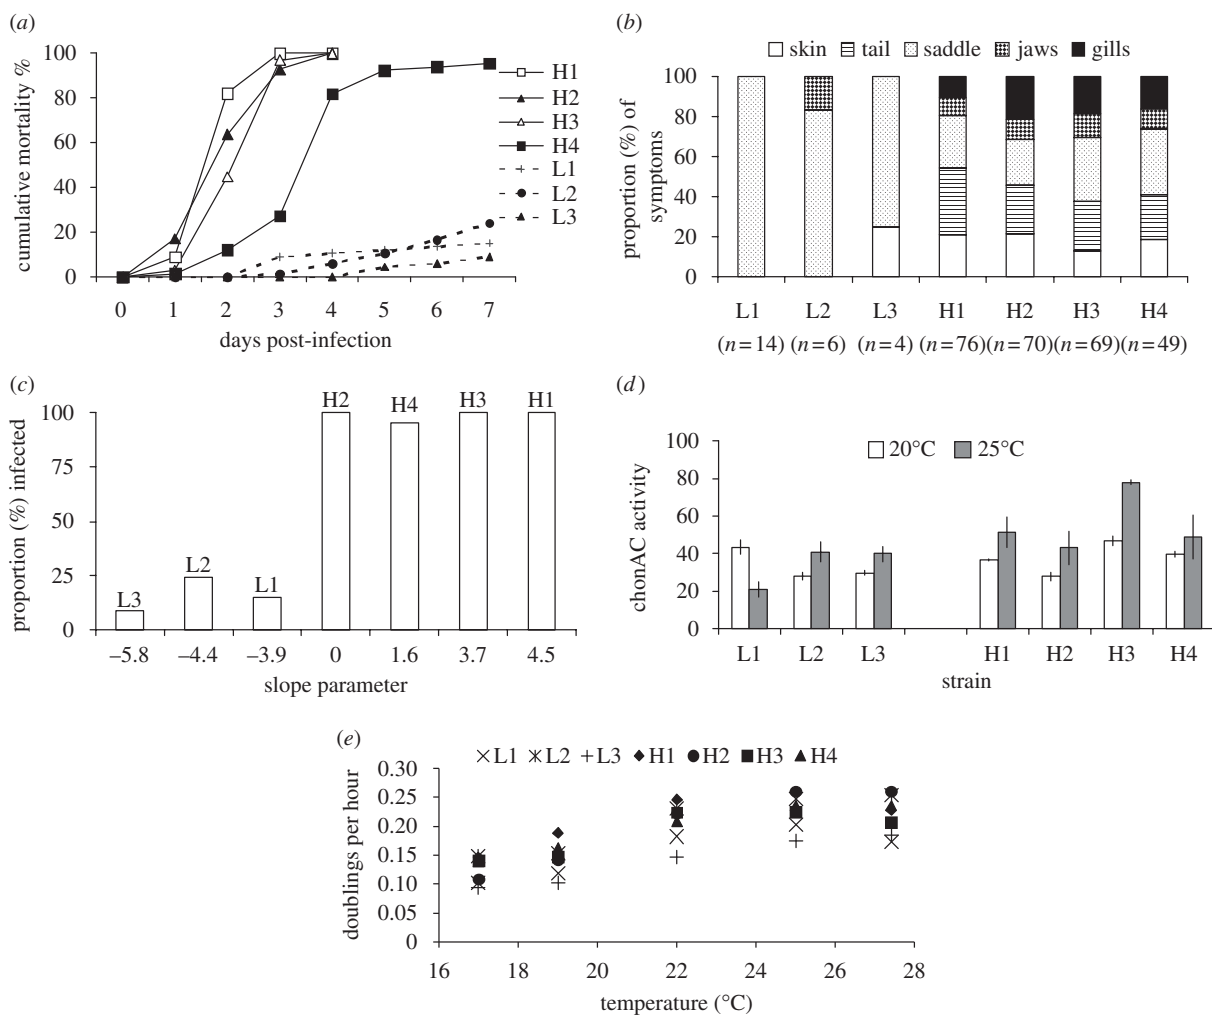 (a)
cumulative mortality %
100
80
60
40
20
0
0 1 2 3 4 5 6 7
days post-infection
H1
H2
H3
H4
L1
L2
L3
(b)
skin tail saddle jaws gills
proportion (%) of
symptoms
100
80
60
40
20
0
L1 L2 L3 H1 H2 H3 H4
(n=14) (n=6) (n=4) (n=76) (n=70) (n=69) (n=49)
(c)
proportion (%) infected
100
75
50
25
0
L3 L2 L1 H2 H4 H3 H1
−5.8 −4.4 −3.9 0 1.6 3.7 4.5
slope parameter
(d)
20°C 25°C
chonAC activity
100
80
60
40
20
0
L1 L2 L3 H1 H2 H3 H4
strain
(e)
L1 L2 L3 H1 H2 H3 H4
doublings per hour
0.30
0.25
0.20
0.15
0.10
0.05
0
16 18 20 22 24 26 28
temperature (°C)